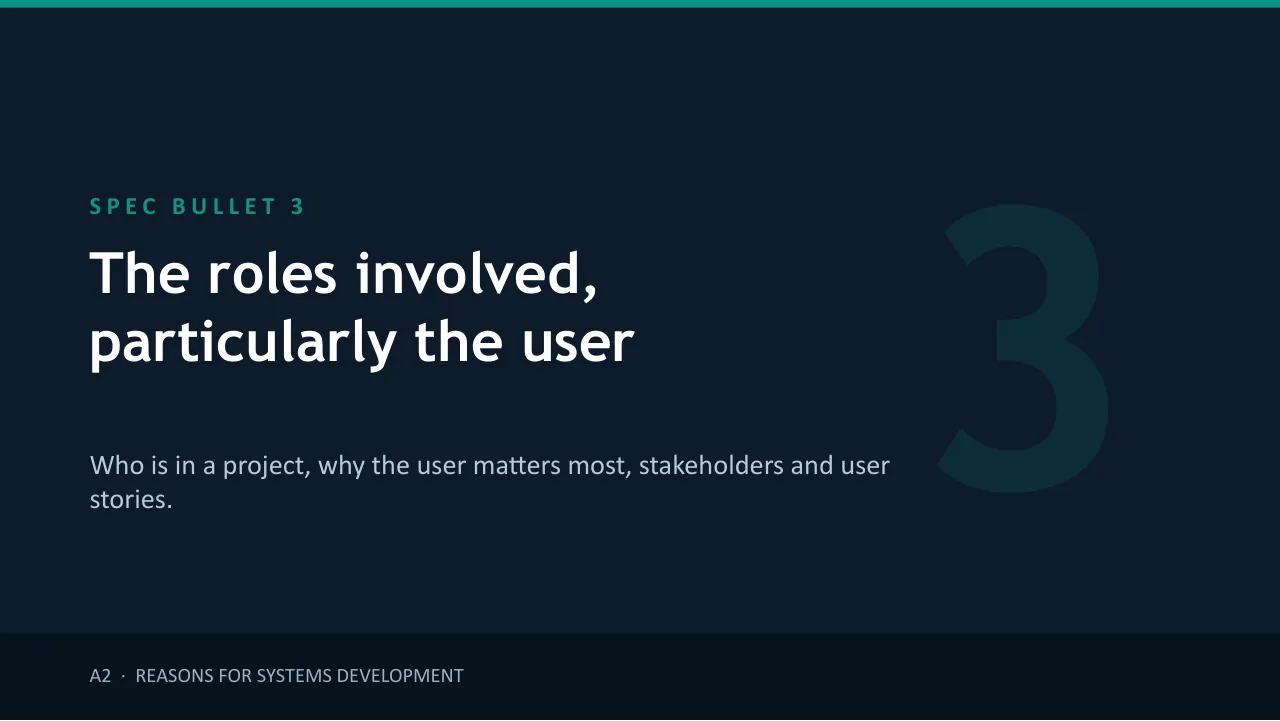 SPEC BULLET 3
The roles involved,
particularly the user
3
Who is in a project, why the user matters most, stakeholders and user
stories.
A2 · REASONS FOR SYSTEMS DEVELOPMENT